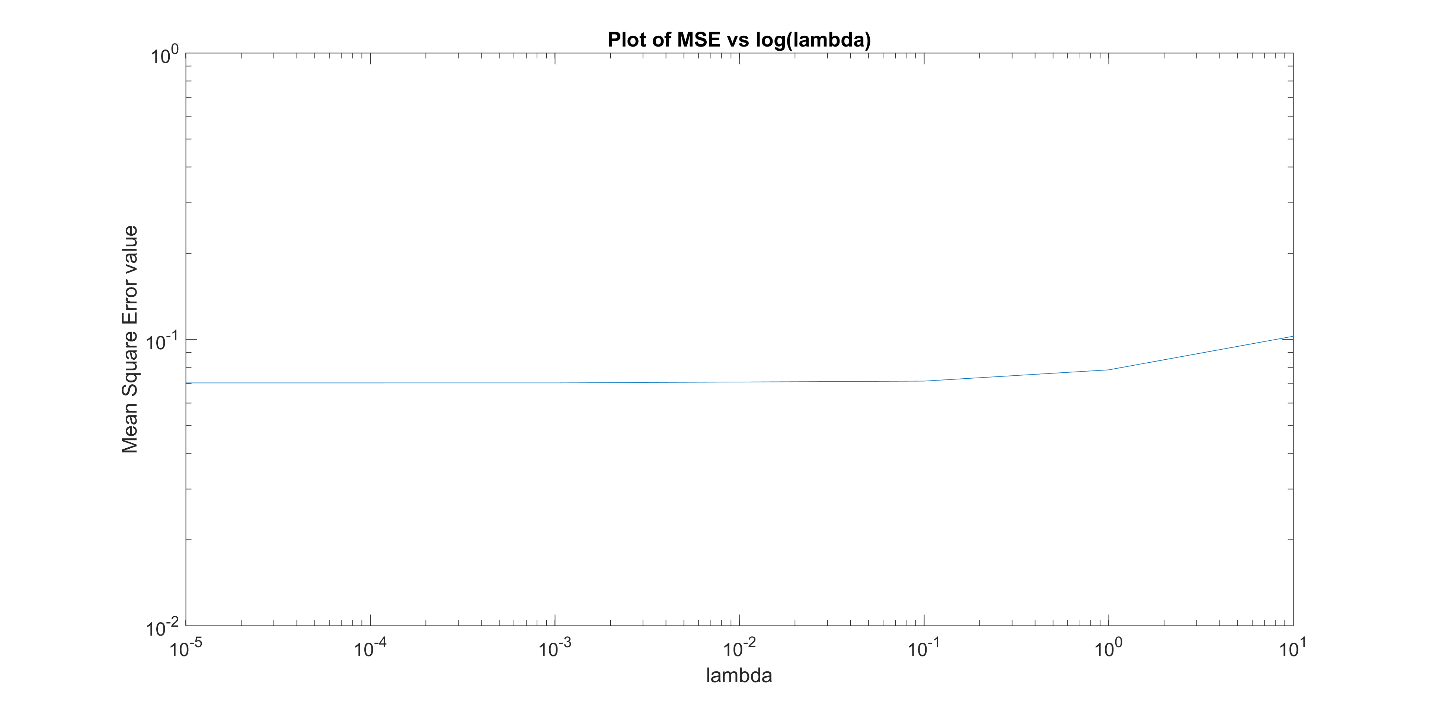 Plot of MSE vs log(lambda)
10^0
10^-1
10^-2
Mean Square Error value
10^-5 10^-4 10^-3 10^-2 10^-1 10^0 10^1
lambda